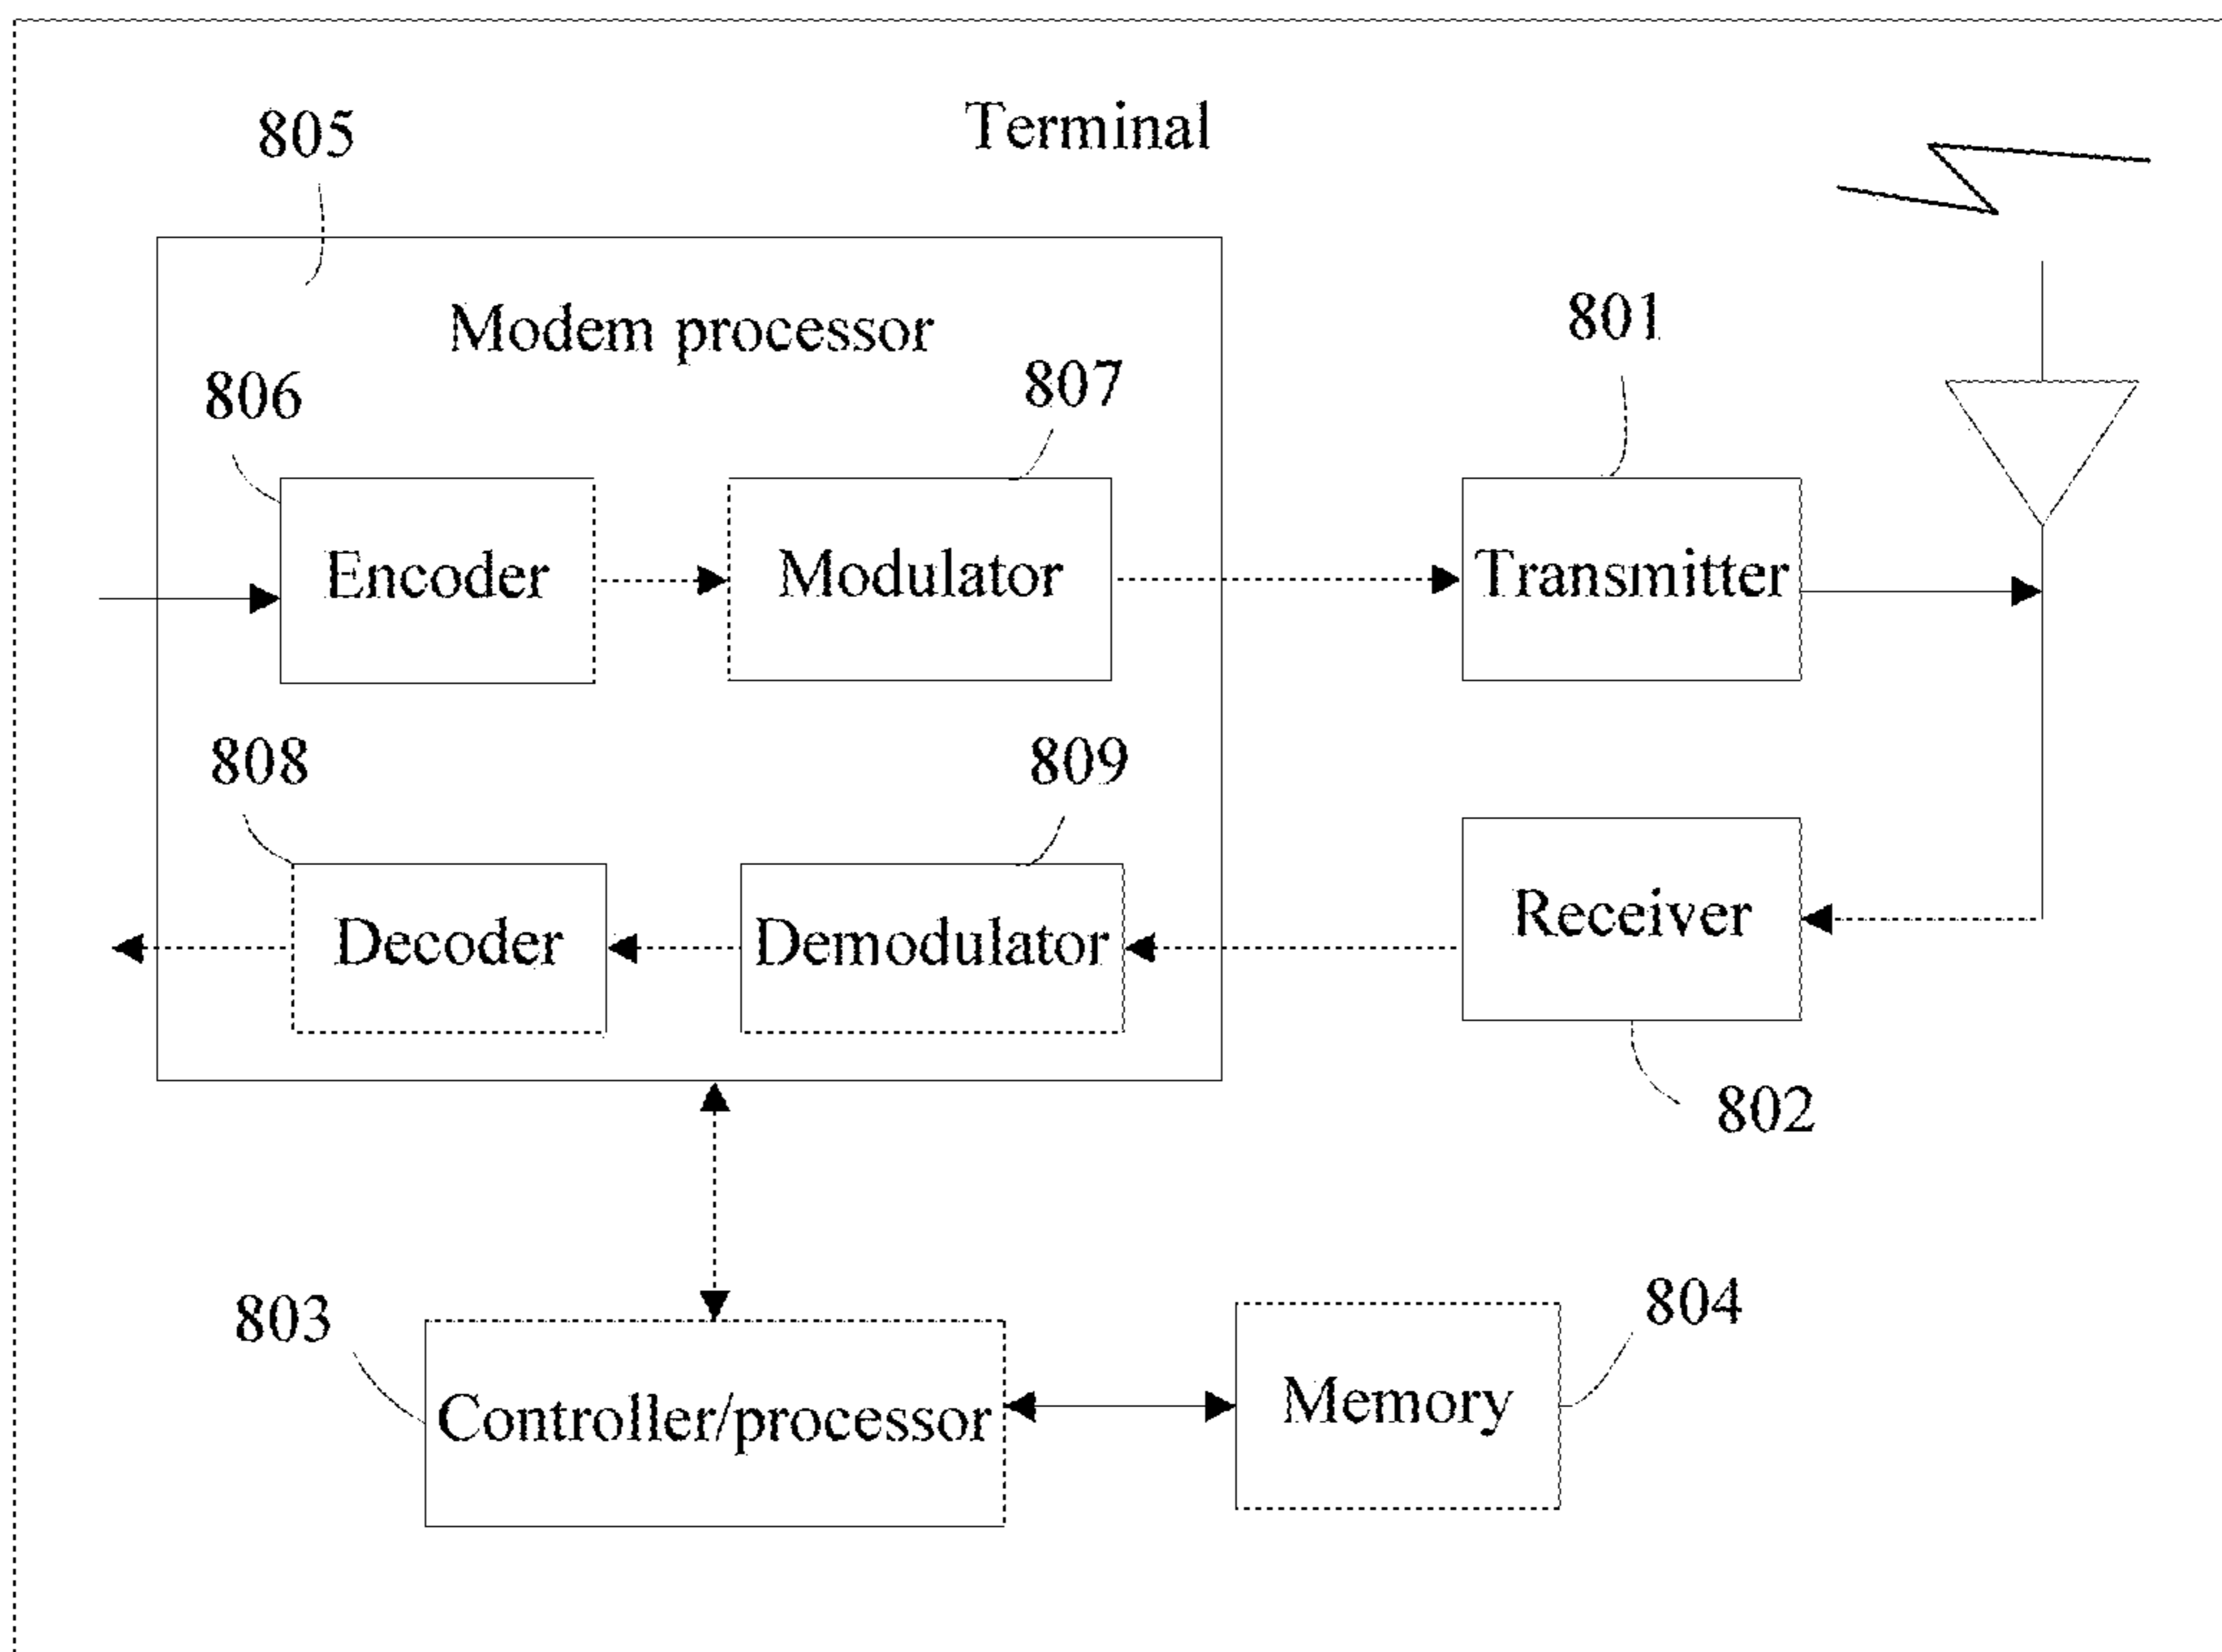 Terminal
805
Modem processor
801
806
807
Encoder
Modulator
Transmitter
808
809
Decoder
Demodulator
Receiver
802
803
804
Controller/processor
Memory